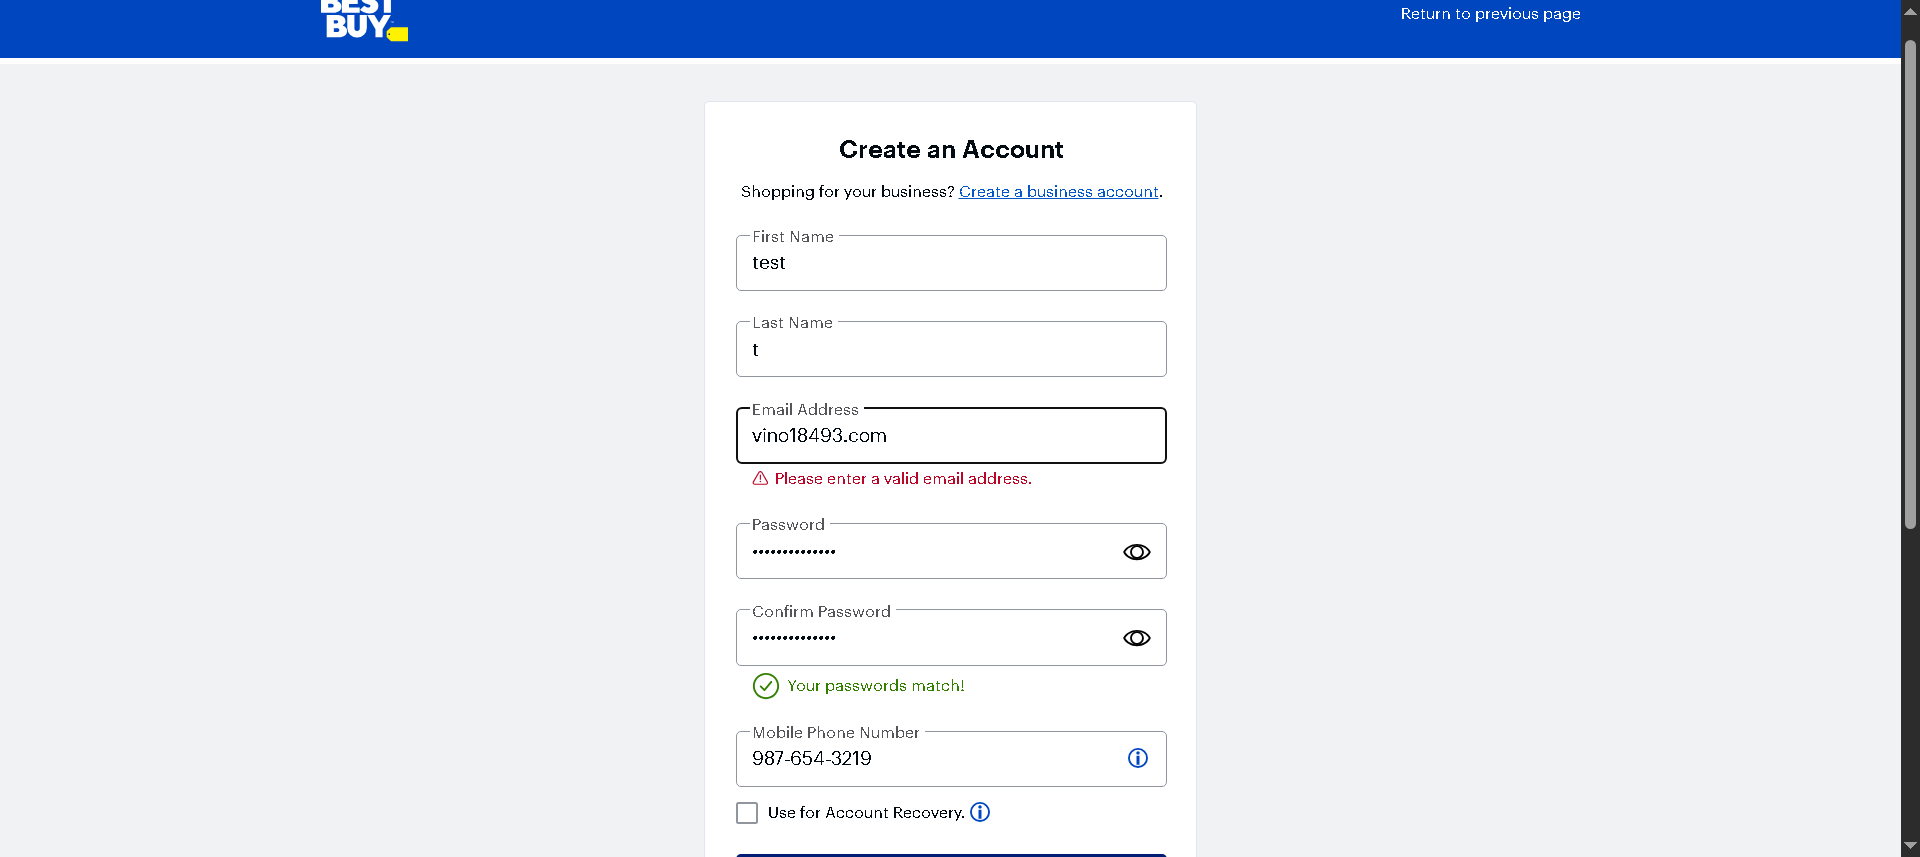 BEST
BUY
Return to previous page
Create an Account
Shopping for your business? Create a business account.
First Name
test
Last Name
t
Email Address
vino18493.com
Please enter a valid email address.
Password
••••••••••••••
Confirm Password
••••••••••••••
Your passwords match!
Mobile Phone Number
987-654-3219
Use for Account Recovery.